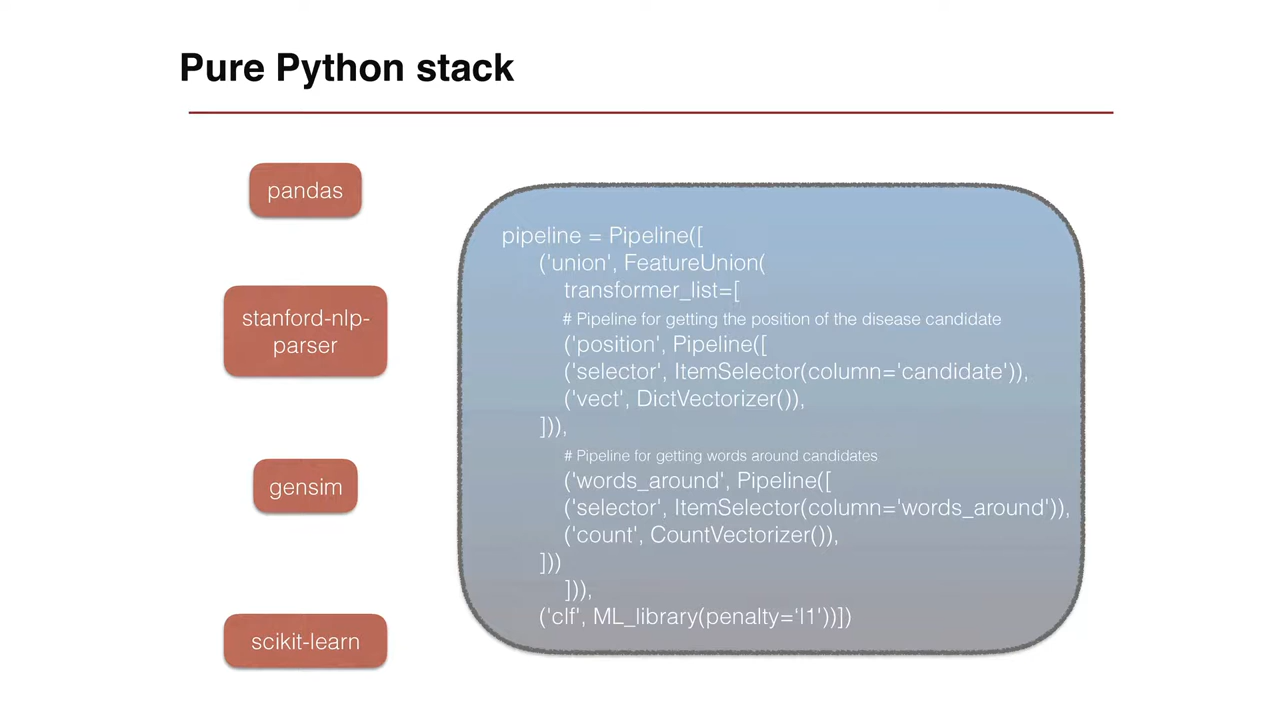 Pure Python stack
pandas
stanford-nlp-
parser
gensim
scikit-learn
pipeline = Pipeline([
('union', FeatureUnion(
transformer_list=[
# Pipeline for getting the position of the disease candidate
('position', Pipeline([
('selector', ItemSelector(column='candidate')),
('vect', DictVectorizer()),
])),
# Pipeline for getting words around candidates
('words_around', Pipeline([
('selector', ItemSelector(column='words_around')),
('count', CountVectorizer()),
]))
])),
('clf', ML_library(penalty=‘l1’))])